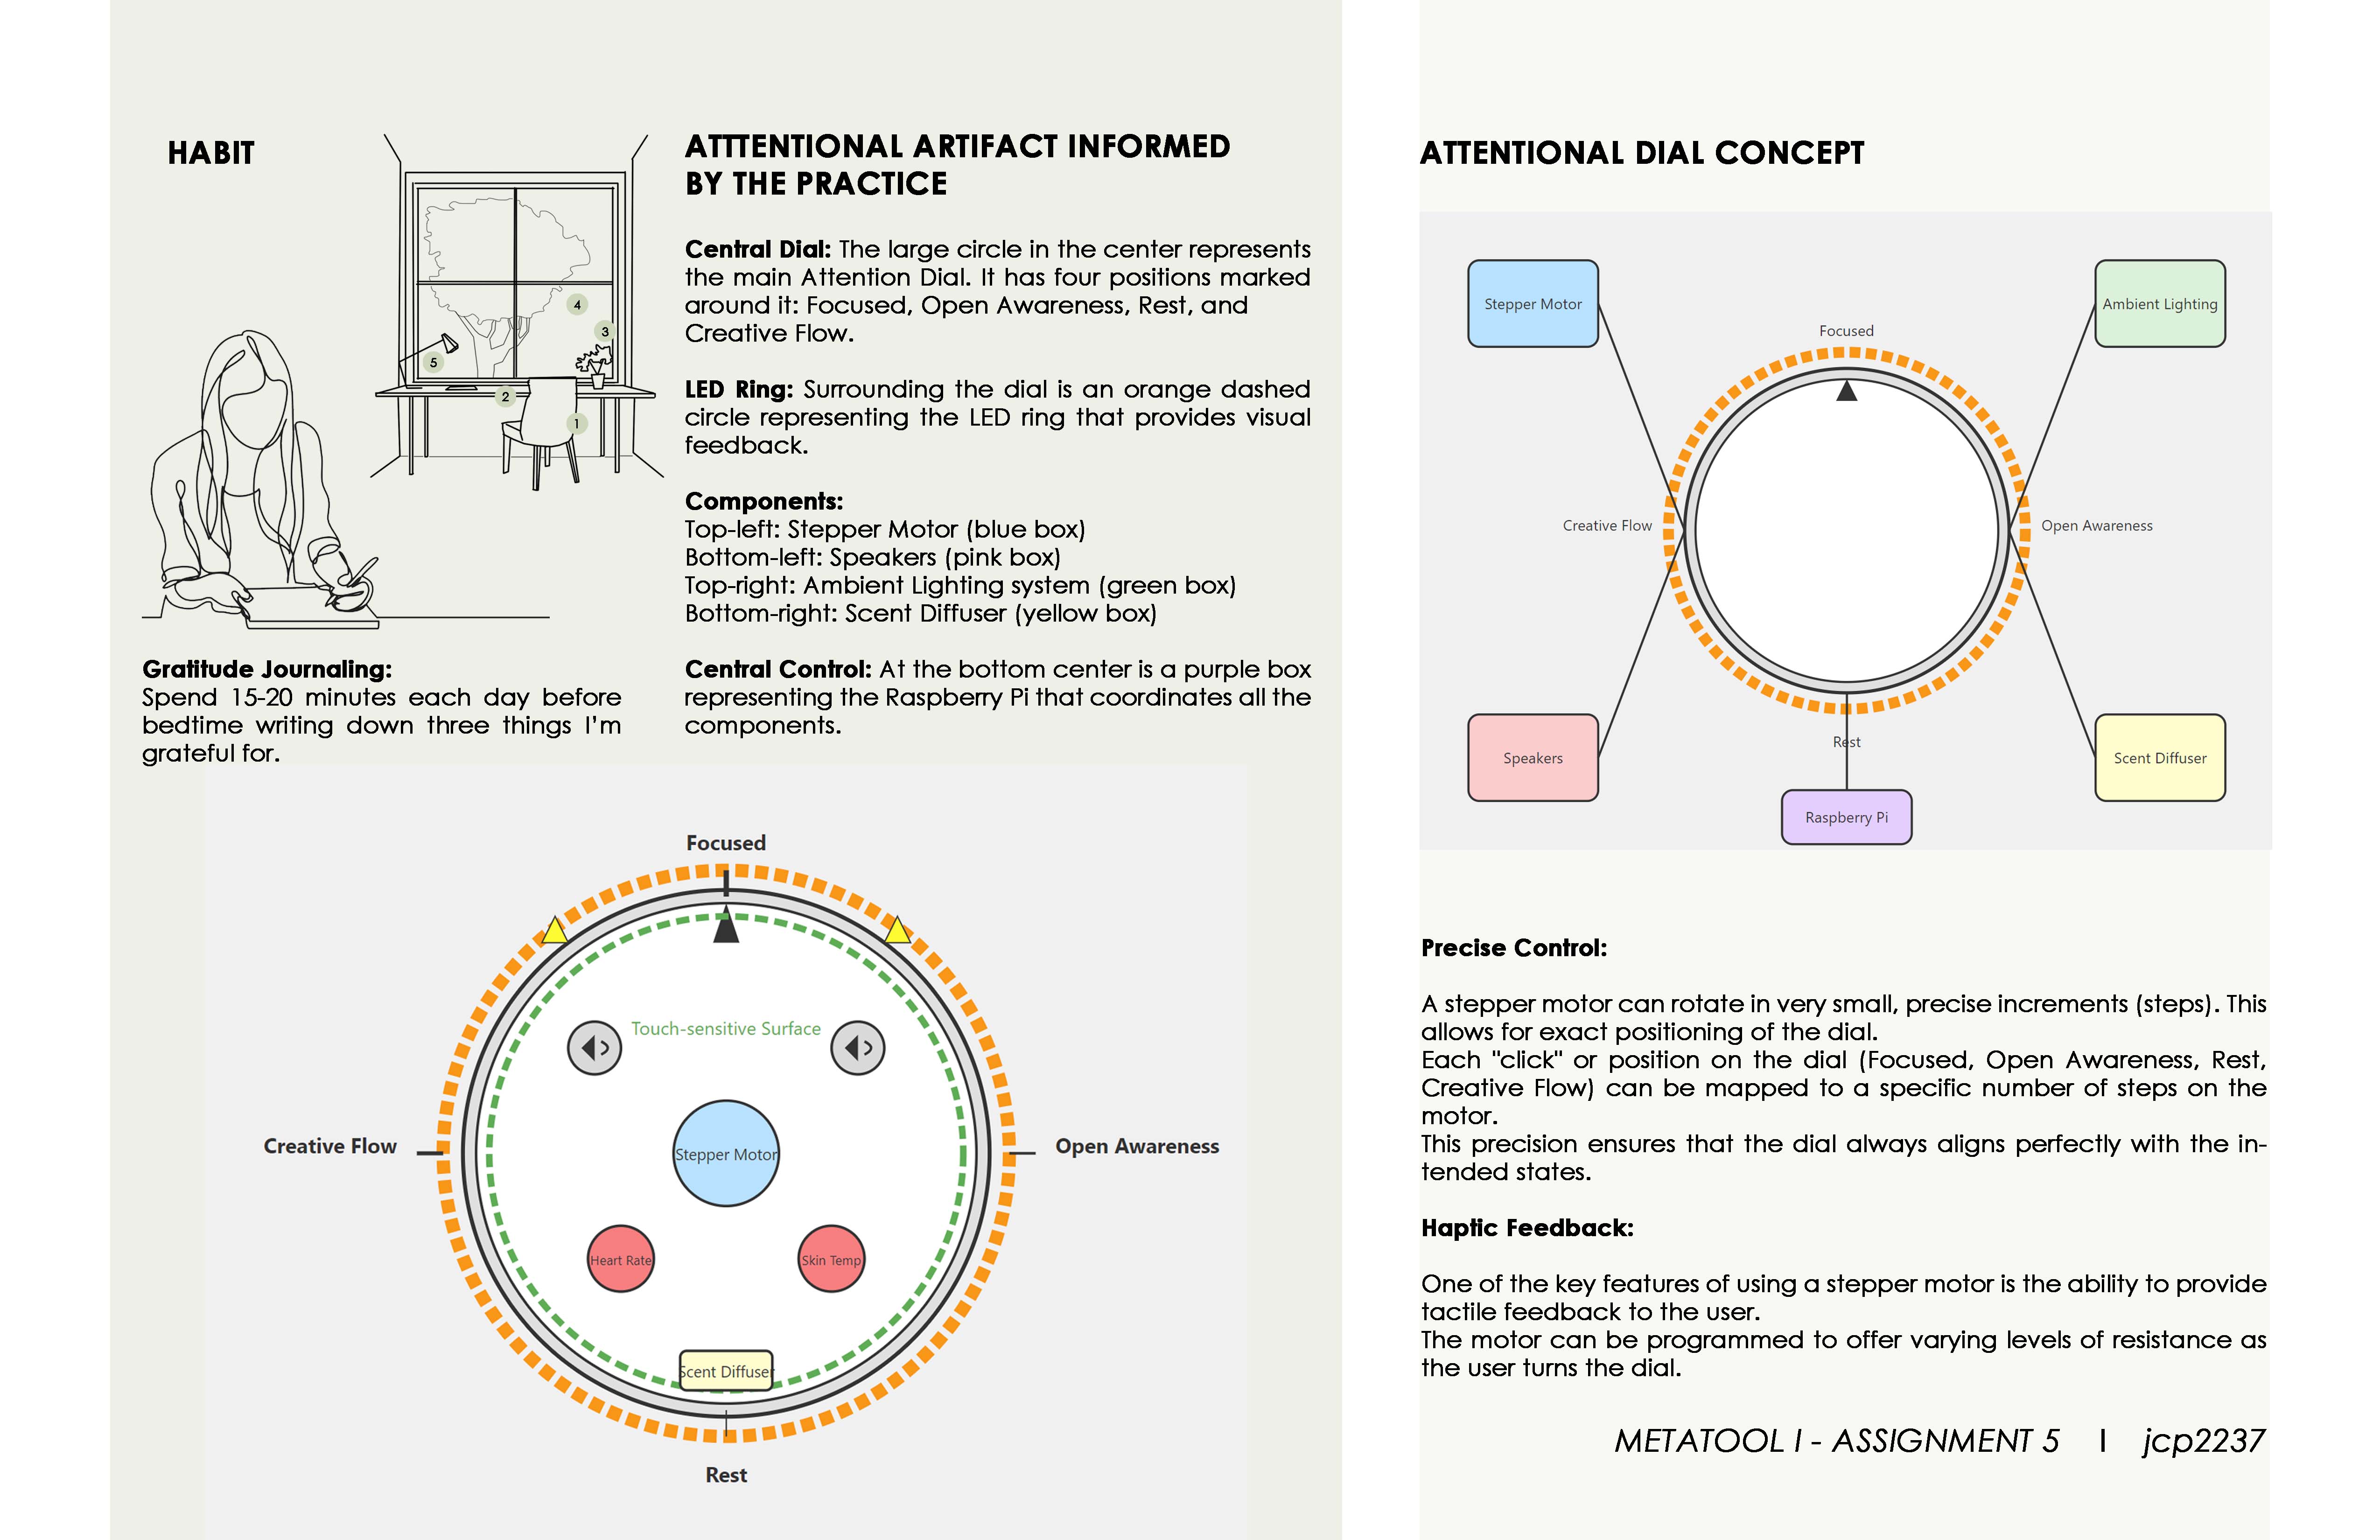 HABIT
4
3
5
2
1
Gratitude Journaling:
Spend 15-20 minutes each day before
bedtime writing down three things I'm
grateful for.
ATTTENTIONAL ARTIFACT INFORMED
BY THE PRACTICE
Central Dial: The large circle in the center represents
the main Attention Dial. It has four positions marked
around it: Focused, Open Awareness, Rest, and
Creative Flow.
LED Ring: Surrounding the dial is an orange dashed
circle representing the LED ring that provides visual
feedback.
Components:
Top-left: Stepper Motor (blue box)
Bottom-left: Speakers (pink box)
Top-right: Ambient Lighting system (green box)
Bottom-right: Scent Diffuser (yellow box)
Central Control: At the bottom center is a purple box
representing the Raspberry Pi that coordinates all the
components.
Focused
Touch-sensitive Surface
Creative Flow
Stepper Motor
Open Awareness
Heart Rate
Skin Temp
Scent Diffuser
Rest
ATTENTIONAL DIAL CONCEPT
Stepper Motor
Ambient Lighting
Focused
Creative Flow
Open Awareness
Rest
Speakers
Scent Diffuser
Raspberry Pi
Precise Control:
A stepper motor can rotate in very small, precise increments (steps). This
allows for exact positioning of the dial.
Each "click" or position on the dial (Focused, Open Awareness, Rest,
Creative Flow) can be mapped to a specific number of steps on the
motor.
This precision ensures that the dial always aligns perfectly with the in-
tended states.
Haptic Feedback:
One of the key features of using a stepper motor is the ability to provide
tactile feedback to the user.
The motor can be programmed to offer varying levels of resistance as
the user turns the dial.
METATOOL I - ASSIGNMENT 5 I jcp2237